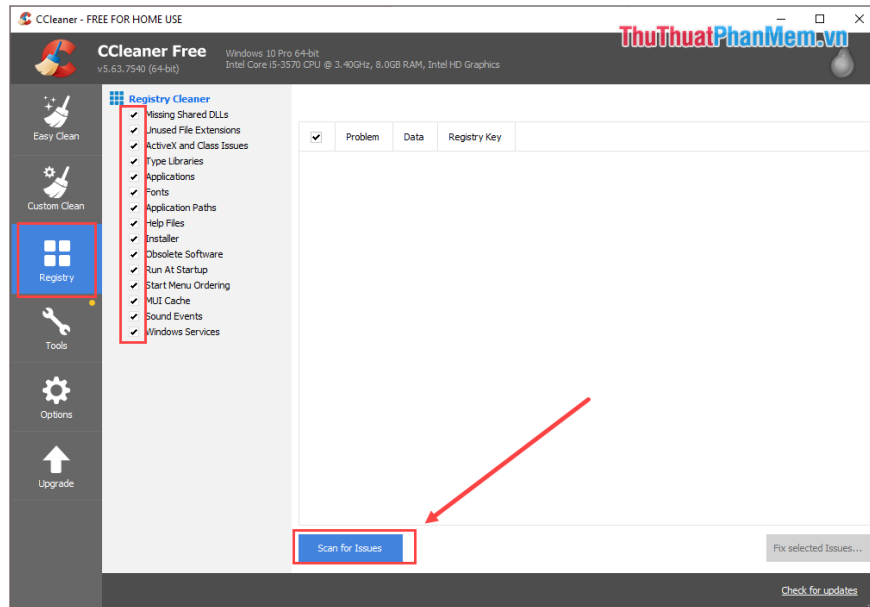 CCleaner - FREE FOR HOME USE
ThuThuatPhanMem.vn
CCleaner Free
v5.63.7540 (64-bit)
Windows 10 Pro 64-bit
Intel Core i5-3570 CPU @ 3.40GHz, 8.0GB RAM, Intel HD Graphics
Easy Clean
Custom Clean
Registry
Tools
Options
Upgrade
Registry Cleaner
Missing Shared DLLs
Unused File Extensions
ActiveX and Class Issues
Type Libraries
Applications
Fonts
Application Paths
Help Files
Installer
Obsolete Software
Run At Startup
Start Menu Ordering
MUI Cache
Sound Events
Windows Services
Problem Data Registry Key
Scan for Issues
Fix selected Issues...
Check for updates